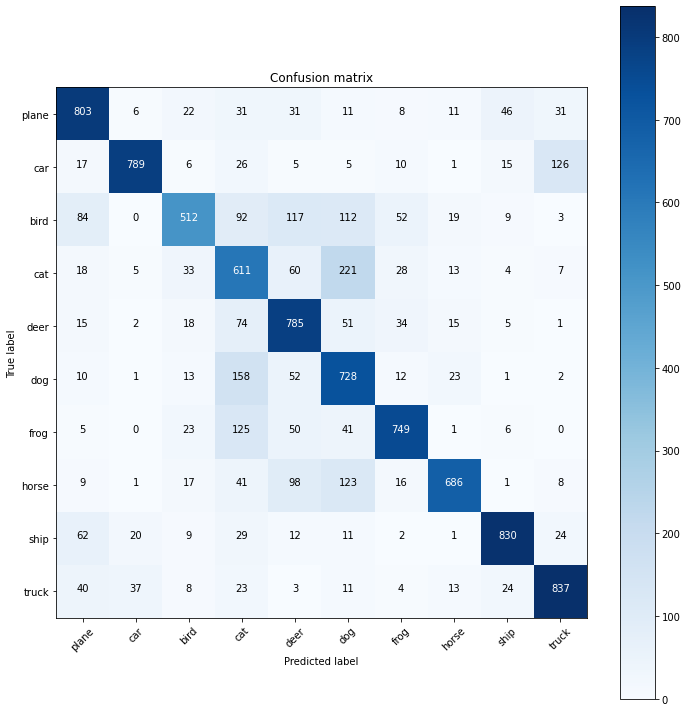 Confusion matrix
plane 803 6 22 31 31 11 8 11 46 31
car 17 789 6 26 5 5 10 1 15 126
bird 84 0 512 92 117 112 52 19 9 3
cat 18 5 33 611 60 221 28 13 4 7
deer 15 2 18 74 785 51 34 15 5 1
dog 10 1 13 158 52 728 12 23 1 2
frog 5 0 23 125 50 41 749 1 6 0
horse 9 1 17 41 98 123 16 686 1 8
ship 62 20 9 29 12 11 2 1 830 24
truck 40 37 8 23 3 11 4 13 24 837
plane car bird cat deer dog frog horse ship truck
Predicted label
True label
800
700
600
500
400
300
200
100
0